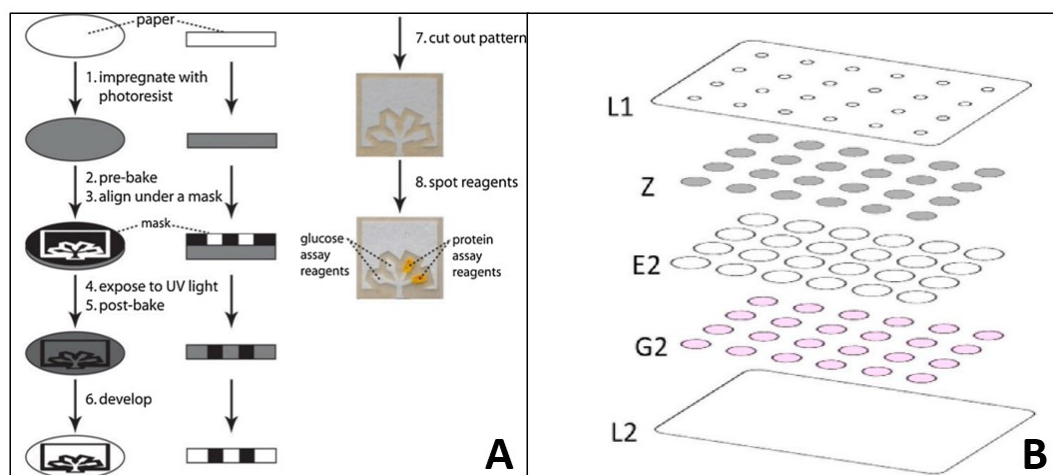 paper
1. impregnate with
photoresist
2. pre-bake
3. align under a mask
mask
4. expose to UV light
5. post-bake
6. develop
7. cut out pattern
8. spot reagents
glucose
assay
reagents
protein
assay
reagents
A
L1
Z
E2
G2
L2
B